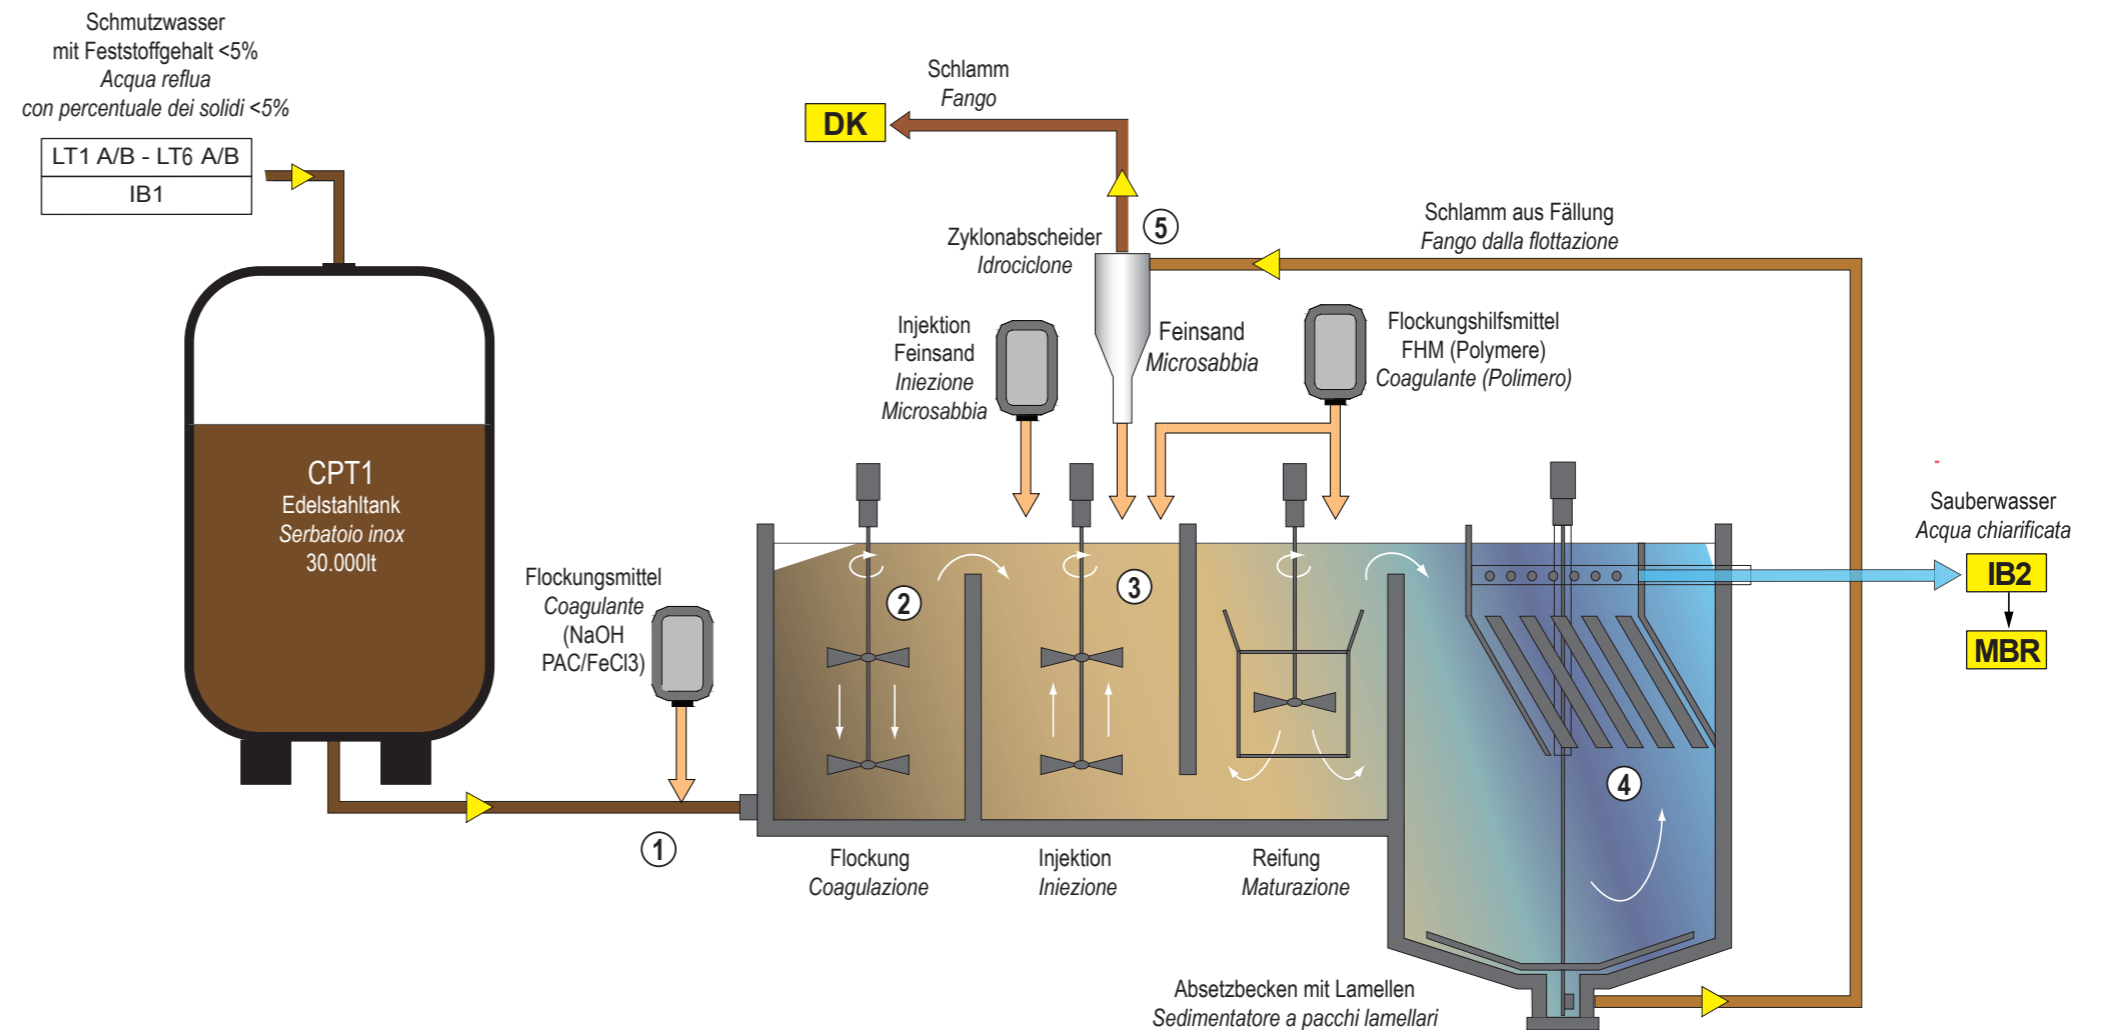 Schmutzwasser
mit Feststoffgehalt <5%
Acqua reflua
con percentuale dei solidi <5%
LT1 A/B - LT6 A/B
IB1
CPT1
Edelstahltank
Serbatoio inox
30.000lt
Flockungsmittel
Coagulante
(NaOH
PAC/FeCl3)
1
Schlamm
Fango
DK
5
Zyklonabscheider
Idrociclone
Schlamm aus Fällung
Fango dalla flottazione
Injektion
Feinsand
Iniezione
Microsabbia
Feinsand
Microsabbia
Flockungshilfsmittel
FHM (Polymere)
Coagulante (Polimero)
2
3
4
Sauberwasser
Acqua chiarificata
IB2
MBR
Flockung
Coagulazione
Injektion
Iniezione
Reifung
Maturazione
Absetzbecken mit Lamellen
Sedimentatore a pacchi lamellari